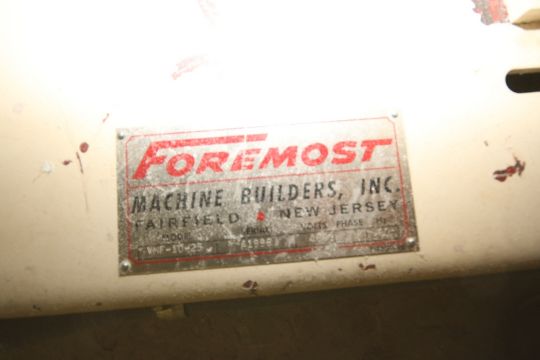 FOREMOST
MACHINE BUILDERS, INC.
FAIRFIELD NEW JERSEY
MODEL SERIAL VOLTS PHASE